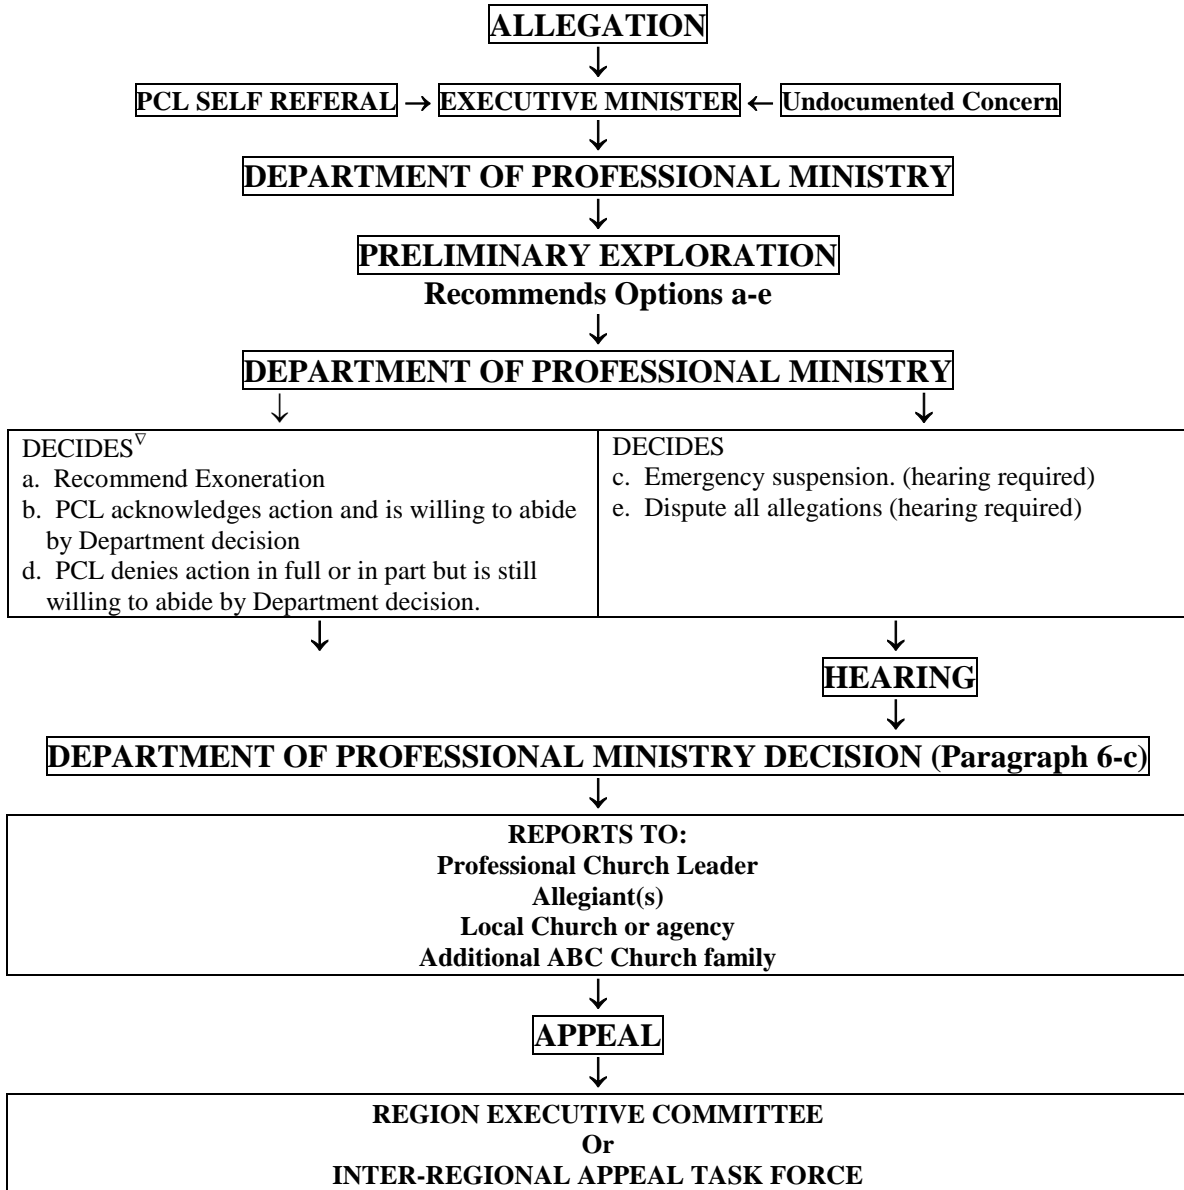 ALLEGATION
↓
PCL SELF REFERAL → EXECUTIVE MINISTER ← Undocumented Concern
↓
DEPARTMENT OF PROFESSIONAL MINISTRY
↓
PRELIMINARY EXPLORATION
Recommends Options a-e
↓
DEPARTMENT OF PROFESSIONAL MINISTRY
↓ ↓
DECIDES∇
a. Recommend Exoneration
b. PCL acknowledges action and is willing to abide
by Department decision
d. PCL denies action in full or in part but is still
willing to abide by Department decision.
DECIDES
c. Emergency suspension. (hearing required)
e. Dispute all allegations (hearing required)
↓ ↓
HEARING
↓
DEPARTMENT OF PROFESSIONAL MINISTRY DECISION (Paragraph 6-c)
↓
REPORTS TO:
Professional Church Leader
Allegiant(s)
Local Church or agency
Additional ABC Church family
↓
APPEAL
↓
REGION EXECUTIVE COMMITTEE
Or
INTER-REGIONAL APPEAL TASK FORCE